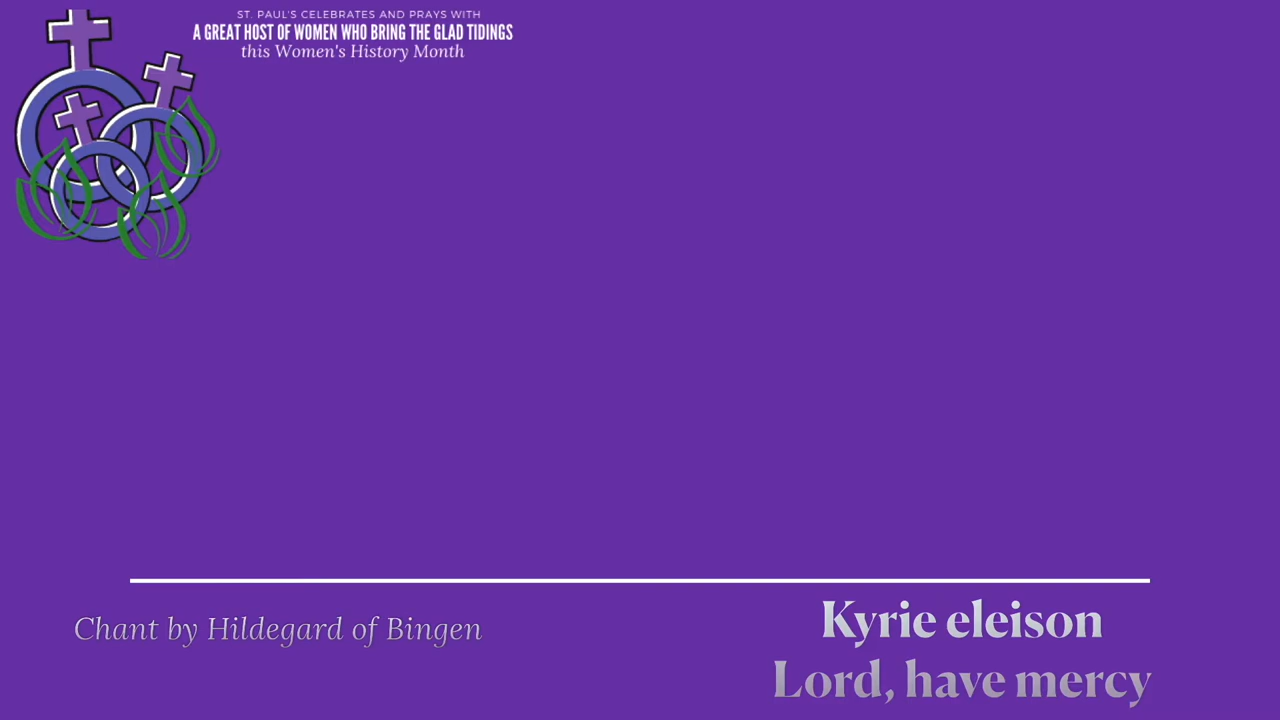 ST. PAUL'S CELEBRATES AND PRAYS WITH
A GREAT HOST OF WOMEN WHO BRING THE GLAD TIDINGS
this Women's History Month
Chant by Hildegard of Bingen
Kyrie eleison
Lord, have mercy